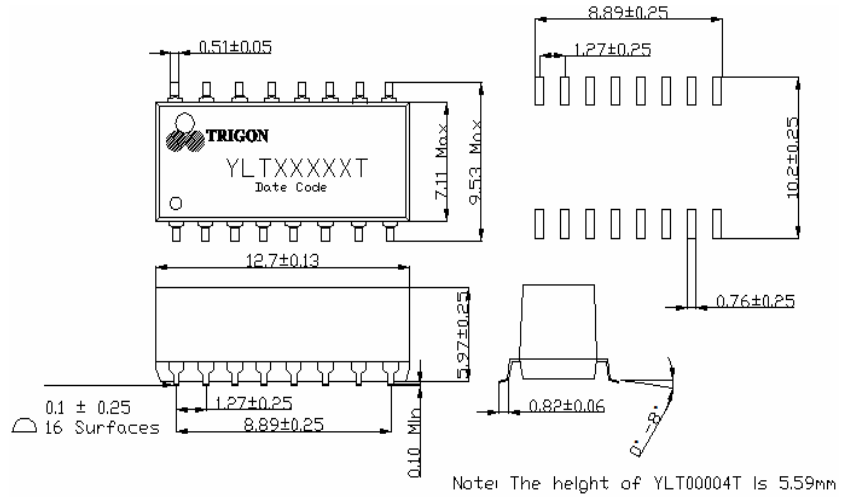 8.89±0.25
0.51±0.05
1.27±0.25
TRIGON
YLTXXXXXT
Date Code
7.11 Max
9.53 Max
10.2±0.25
12.7±0.13
0.76±0.25
5.97±0.25
0.1 ± 0.25
16 Surfaces
1.27±0.25
8.89±0.25
0.10 Min
0.82±0.06
0° -8°
Note: The height of YLT00004T is 5.59mm